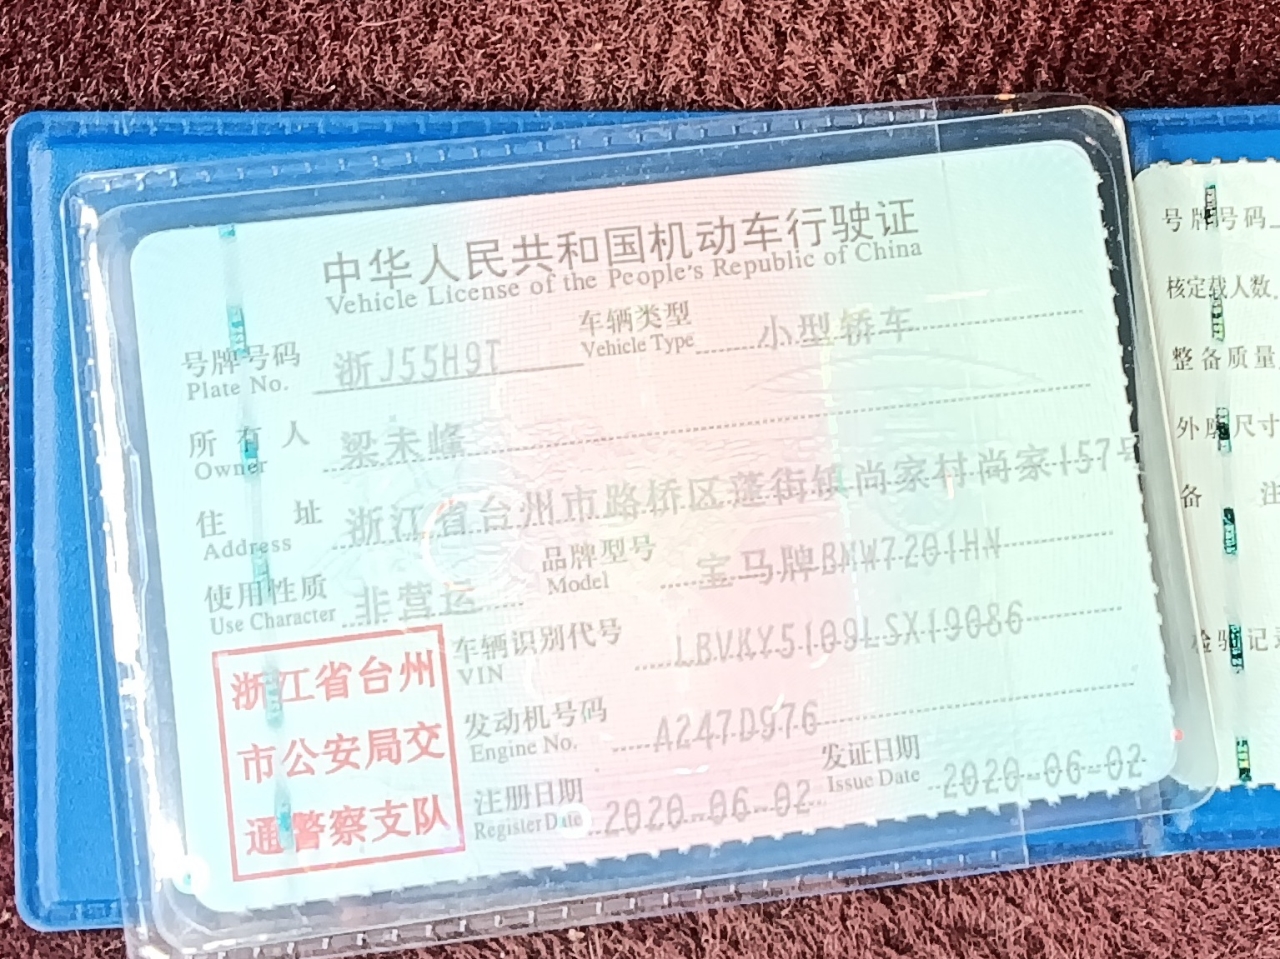 中华人民共和国机动车行驶证
Vehicle License of the People's Republic of China
号牌号码 浙J55H9T 车辆类型 小型轿车
Plate No. Vehicle Type
所有人 梁未峰
Owner
住址 浙江省台州市路桥区蓬街镇尚家村尚家157号
Address
使用性质 非营运 品牌型号 宝马牌BMW7201HN
Use Character Model
车辆识别代号 LBVKY5109LSX19086
VIN
发动机号码 A247D976
Engine No.
注册日期 2020-06-02 发证日期 2020-06-02
Register Date Issue Date
浙江省台州
市公安局交
通警察支队
号牌号码
核定载人数
整备质量
外廓尺寸
备注
检验记